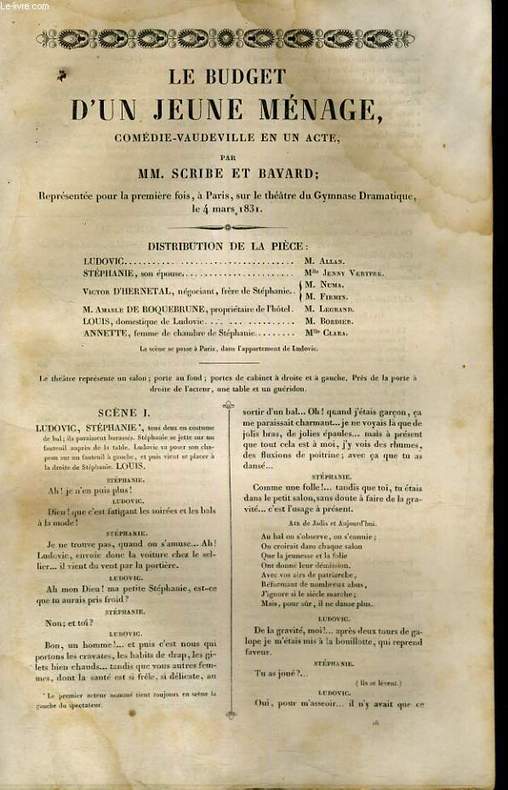 Le-livre.com
LE BUDGET
D'UN JEUNE MÉNAGE,
COMÉDIE-VAUDEVILLE EN UN ACTE,
PAR
MM. SCRIBE ET BAYARD;
Représentée pour la première fois, à Paris, sur le théâtre du Gymnase Dramatique,
le 4 mars 1831.
DISTRIBUTION DE LA PIÈCE:
LUDOVIC........ M. ALLAN.
STÉPHANIE, son épouse........ Mlle JENNY VERTPRÉ.
VICTOR D'HERNETAL, négociant, frère de Stéphanie.. { M. NUMA.
M. FIRMIN.
M. AMABLE DE ROQUEBRUNE, propriétaire de l'hôtel. M. LEGRAND.
LOUIS, domestique de Ludovic........ M. BORDIER.
ANNETTE, femme de chambre de Stéphanie........ Mlle CLARA.
La scène se passe à Paris, dans l'appartement de Ludovic.
Le théâtre représente un salon; porte au fond; portes de cabinet à droite et à gauche. Près de la porte à
droite de l'acteur, une table et un guéridon.
SCÈNE I.
LUDOVIC, STÉPHANIE*, tous deux en costume
de bal; ils paraissent harassés. Stéphanie se jette sur un
fauteuil auprès de la table. Ludovic va poser son cha-
peau sur un fauteuil à gauche, et puis vient se placer à
la droite de Stéphanie. LOUIS.
STÉPHANIE.
Ah! je n'en puis plus!
LUDOVIC.
Dieu! que c'est fatigant les soirées et les bals
à la mode!
STÉPHANIE.
Je ne trouve pas, quand on s'amuse... Ah!
Ludovic, envoie donc la voiture chez le sel-
lier... il vient du vent par la portière.
LUDOVIC.
Ah mon Dieu! ma petite Stéphanie, est-ce
que tu aurais pris froid?
STÉPHANIE.
Non; et toi?
LUDOVIC.
Bon, un homme!... et puis c'est nous qui
portons les cravates, les habits de drap, les gi-
lets bien chauds... tandis que vous autres fem-
mes, dont la santé est si frêle, si délicate, au
* Le premier acteur nommé tient toujours en scène la
gauche du spectateur.
sortir d'un bal... Oh! quand j'étais garçon, ça
me paraissait charmant... je ne voyais là que de
jolis bras, de jolies épaules... mais à présent
que tout cela est à moi, j'y vois des rhumes,
des fluxions de poitrine; avec ça que tu as
dansé...
STÉPHANIE.
Comme une folle!... tandis que toi, tu étais
dans le petit salon, sans doute à faire de la gra-
vité... c'est l'usage à présent.
AIR de Jadis et Aujourd'hui.
Au bal on s'observe, on s'ennuie;
On croirait dans chaque salon
Que la jeunesse et la folie
Ont donné leur démission.
Avec vos airs de patriarche,
Réformant de nombreux abus,
J'ignore si le siècle marche;
Mais, pour sûr, il ne danse plus.
LUDOVIC.
De la gravité, moi!... après deux tours de ga-
lope je m'étais mis à la bouillotte, qui reprend
faveur.
STÉPHANIE.
Tu as joué?...
(Ils se lèvent.)
LUDOVIC.
Oui, pour m'asseoir... il n'y avait que ce